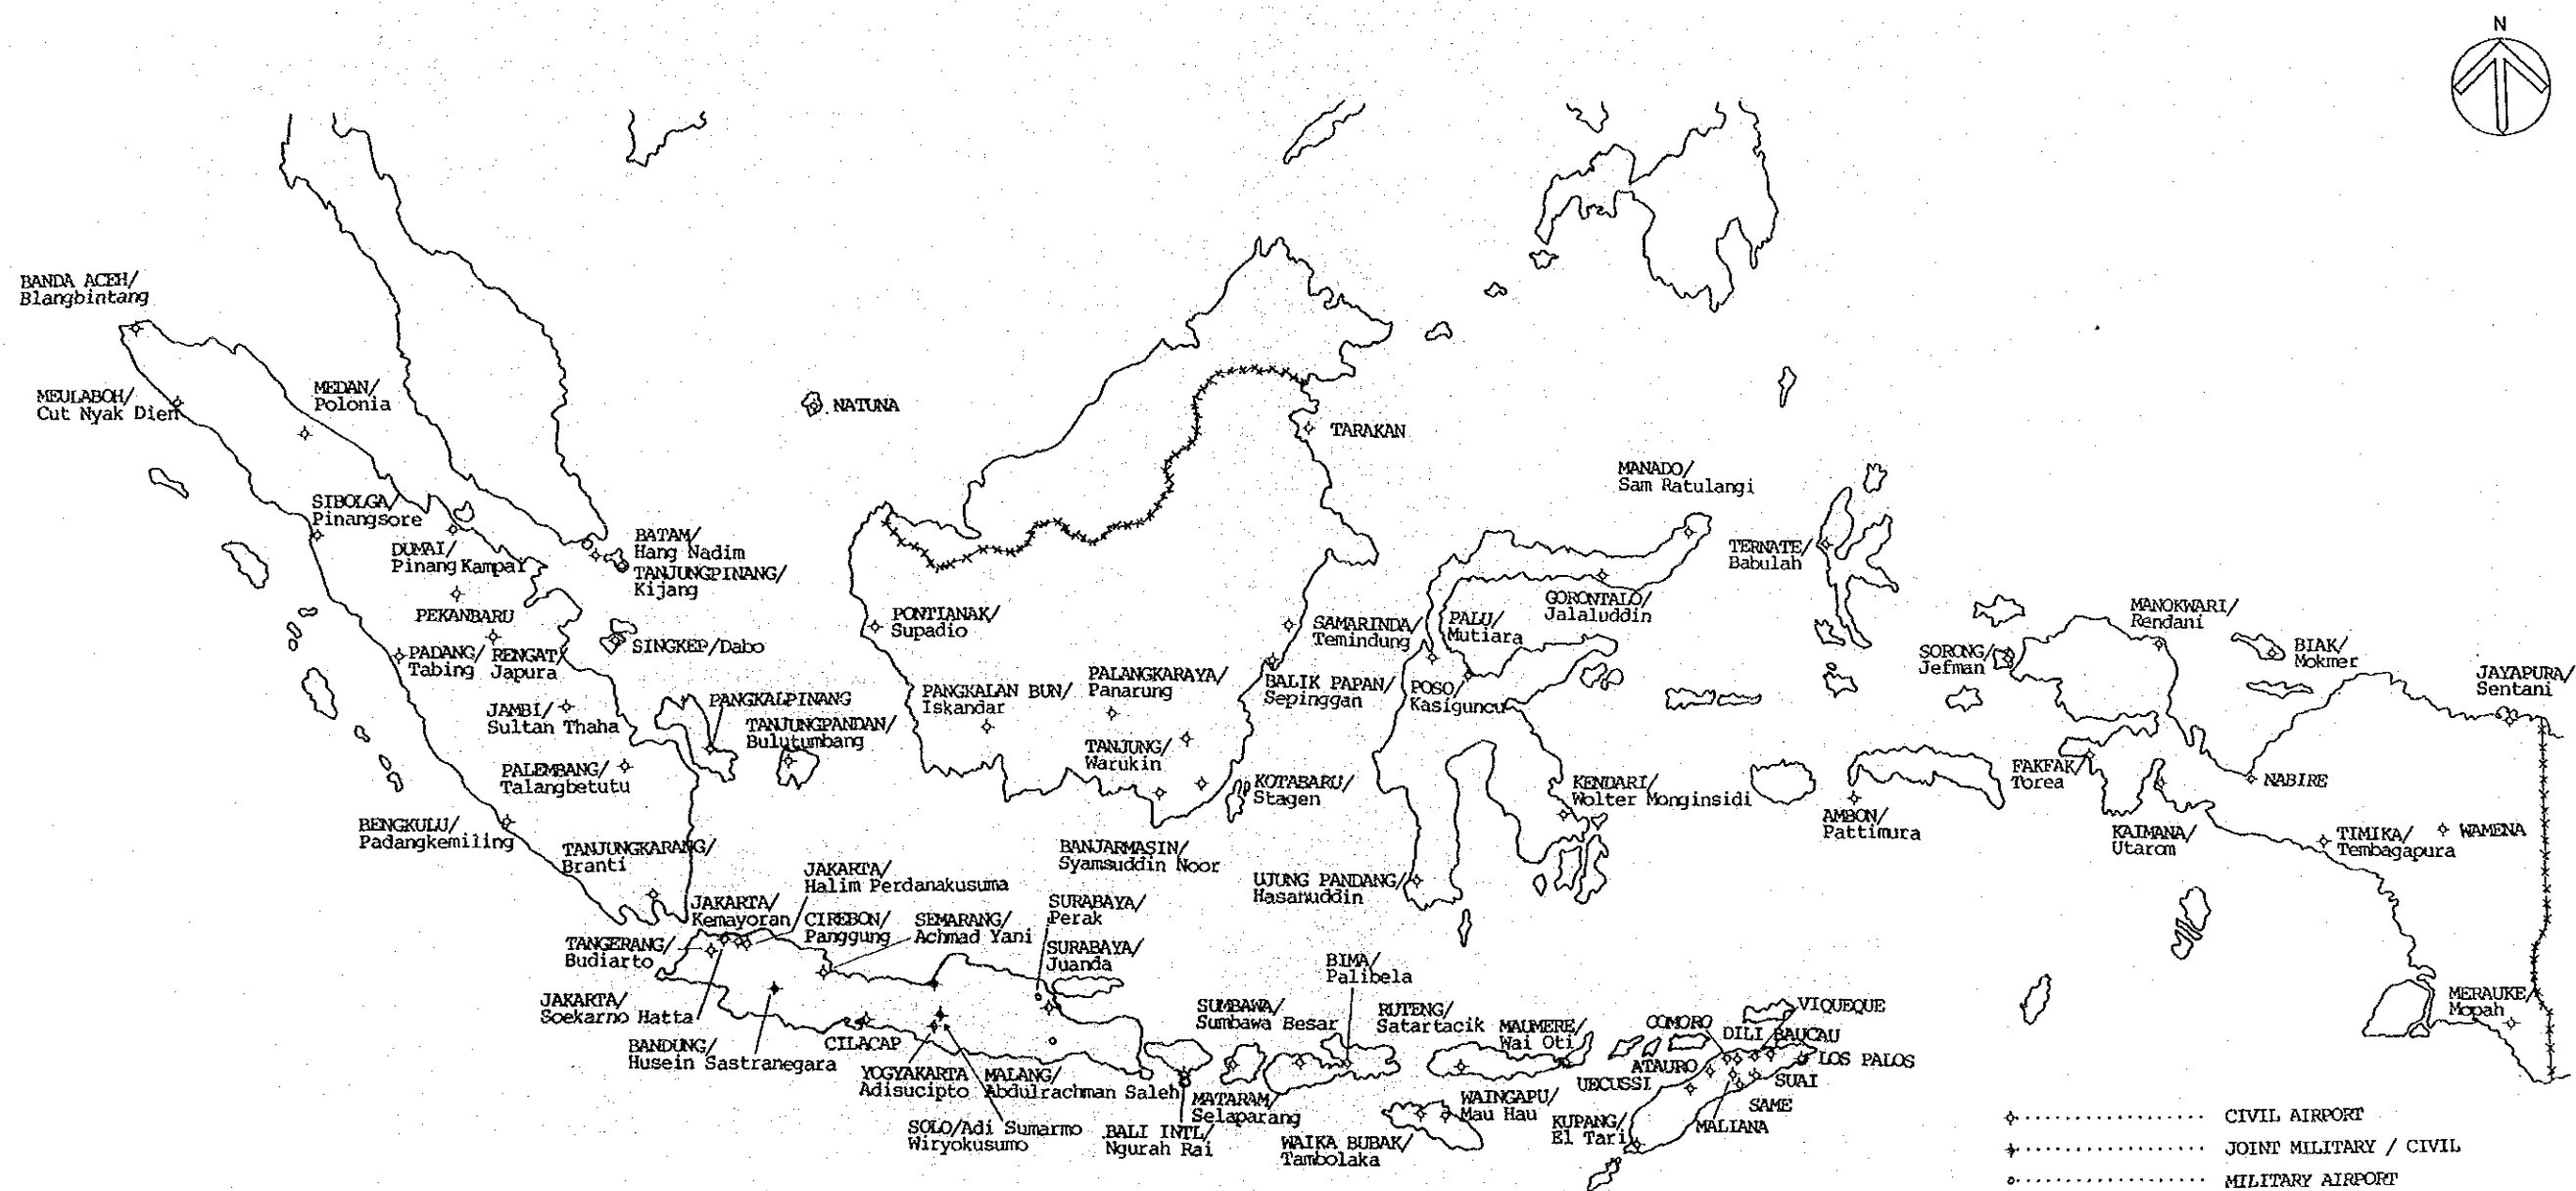 N
BANDA ACEH/
Blangbintang
MEULABOH/
Cut Nyak Dien
MEDAN/
Polonia
NATUNA
TARAKAN
MANADO/
Sam Ratulangi
SIBOLGA/
Pinangsore
DUMAI/
Pinang Kampai
BATAM/
Hang Nadim
TANJUNGPINANG/
Kijang
TERNATE/
Babulah
PEKANBARU
PONTIANAK/
Supadio
SAMARINDA/
Temindung
PALU/
Mutiara
GORONTALO/
Jalaluddin
MANOKWARI/
Rendani
PADANG/
Tabing
RENGAT/
Japura
SINGKEP/Dabo
SORONG/
Jefman
BIAK/
Mokmer
JAYAPURA/
Sentani
JAMBI/
Sultan Thaha
PANGKALPINANG
TANJUNGPANDAN/
Bulutumbang
PANGKALAN BUN/
Iskandar
PALANGKARAYA/
Panarung
BALIK PAPAN/
Sepinggan
POSO/
Kasiguncu
PALEMBANG/
Talangbetutu
TANJUNG/
Warukin
KOTABARU/
Stagen
KENDARI/
Wolter Monginsidi
FAKFAK/
Torea
NABIRE
BENGKULU/
Padangkemiling
AMBON/
Pattimura
KAIMANA/
Utarom
TIMIKA/
Tembagapura
WAMENA
TANJUNGKARANG/
Branti
BANJARMASIN/
Syamsuddin Noor
UJUNG PANDANG/
Hasanuddin
JAKARTA/
Halim Perdanakusuma
JAKARTA/
Kemayoran
CIREBON/
Panggung
SEMARANG/
Achmad Yani
SURABAYA/
Perak
SURABAYA/
Juanda
TANGERANG/
Budiarto
JAKARTA/
Soekarno Hatta
BANDUNG/
Husein Sastranegara
CILACAP
YOGYAKARTA
Adisucipto
MALANG/
Abdulrachman Saleh
SOLO/Adi Sumarmo
Wiryokusumo
BALI INTL/
Ngurah Rai
MATARAM/
Selaparang
SUMBAWA/
Sumbawa Besar
BIMA/
Palibela
RUTENG/
Satartacik
MAUMERE/
Wai Oti
WAINGAPU/
Mau Hau
WAIKA BUBAK/
Tambolaka
KUPANG/
El Tari
COMORO
DILI
BAUCAU
VIQUEQUE
LOS PALOS
ATAURO
UECUSSI
SUAI
SAME
MALIANA
MERAUKE/
Mopah
CIVIL AIRPORT
JOINT MILITARY / CIVIL
MILITARY AIRPORT